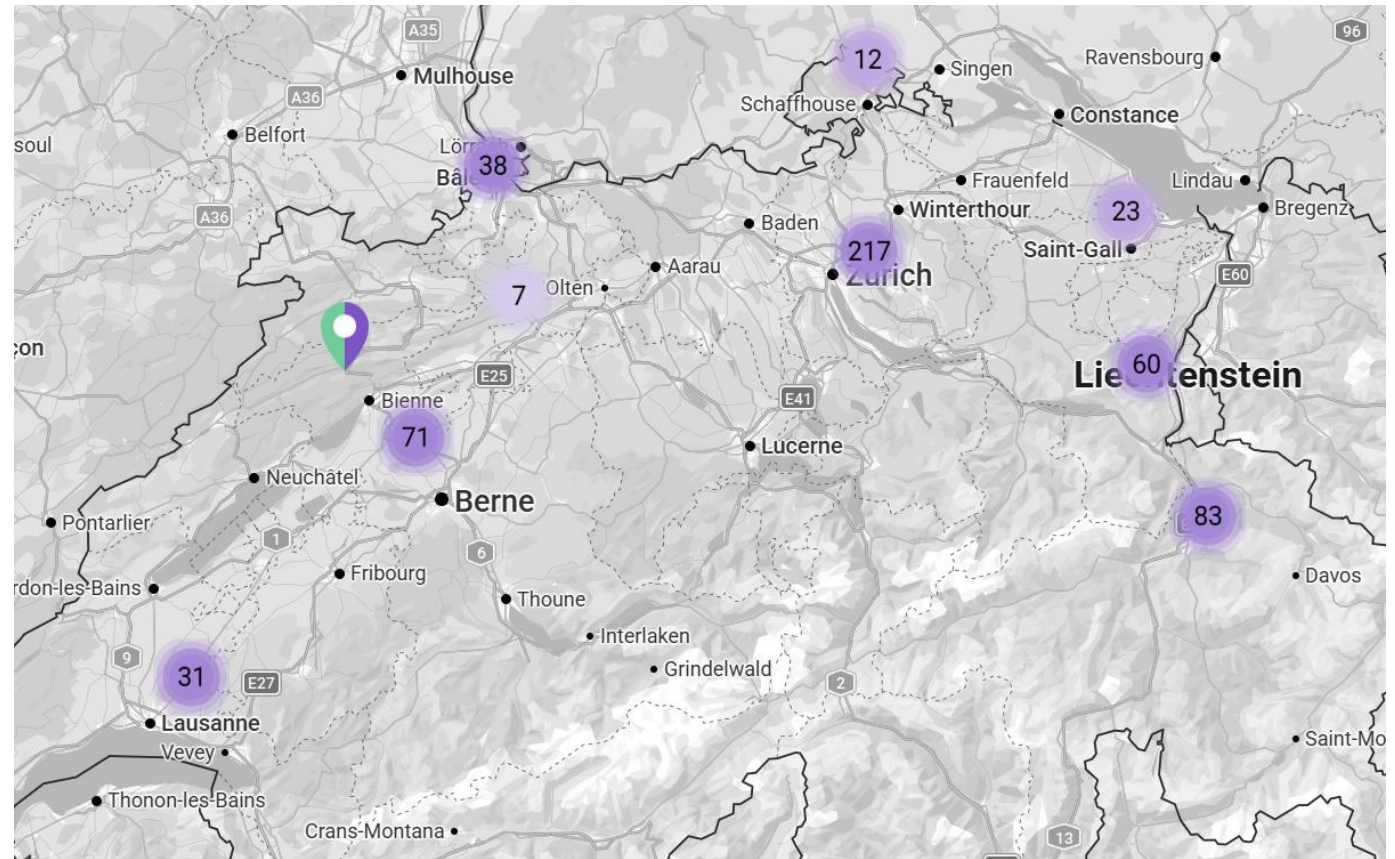 A35
96
12
Ravensbourg
Singen
Mulhouse
A36
Schaffhouse
Constance
Belfort
soul
38
Frauenfeld
Lindau
A36
Winterthour
23
Bregenz
Baden
217
Saint-Gall
Aarau
Zurich
E60
7
Olten
çon
60
E25
Bienne
E41
71
Lucerne
Neuchâtel
Berne
83
Pontarlier
1
6
Fribourg
Davos
rdon-les-Bains
Thoune
Interlaken
9
Grindelwald
31
E27
2
Lausanne
Vevey
Saint-Mo
Thonon-les-Bains
Crans-Montana
13